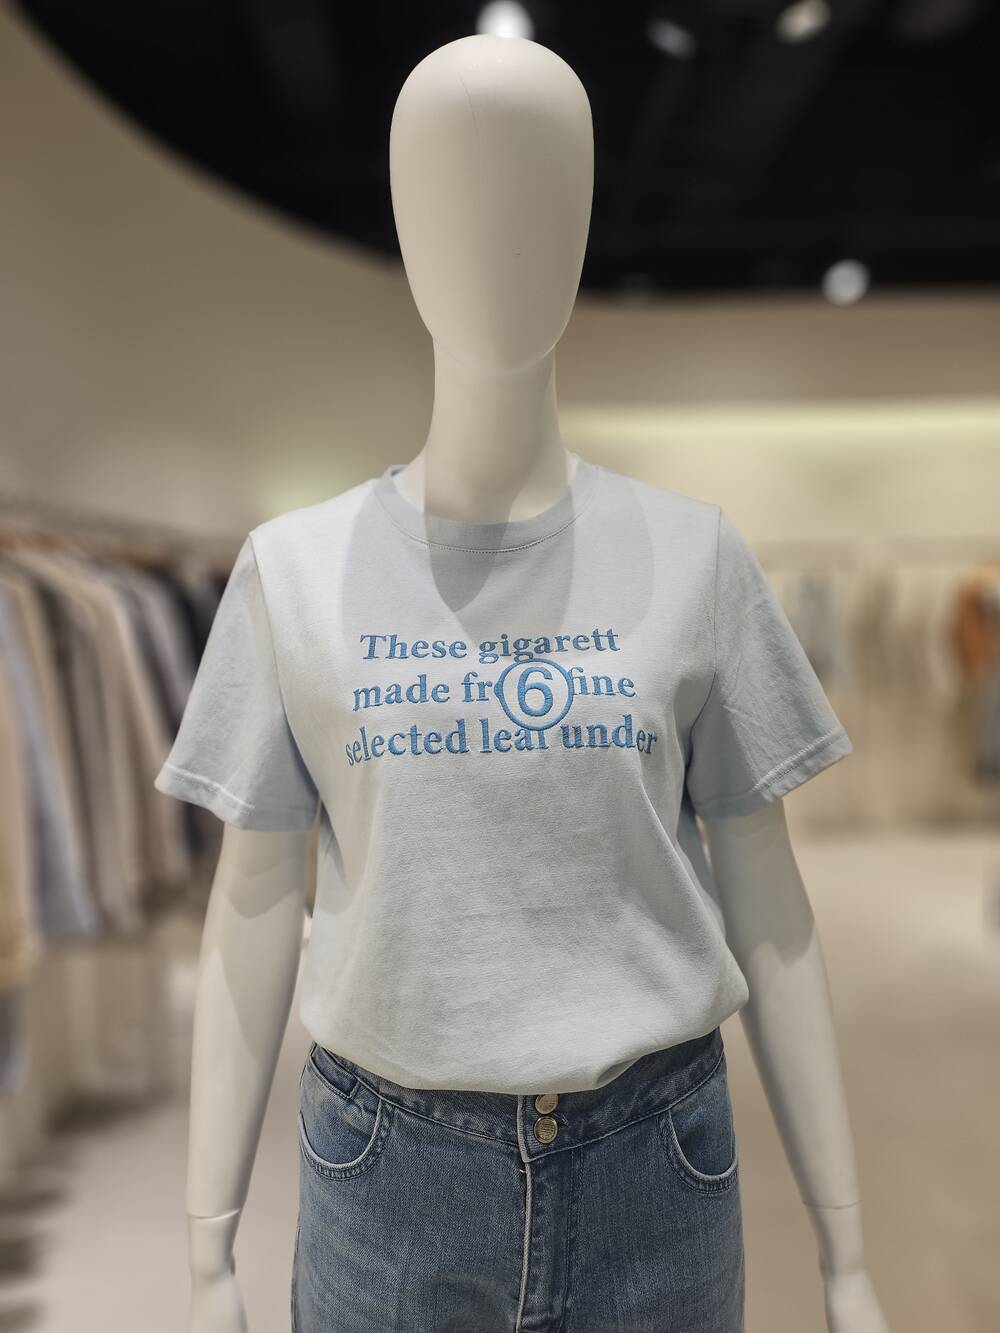 These gigarett
made fr 6 fine
selected leaf under